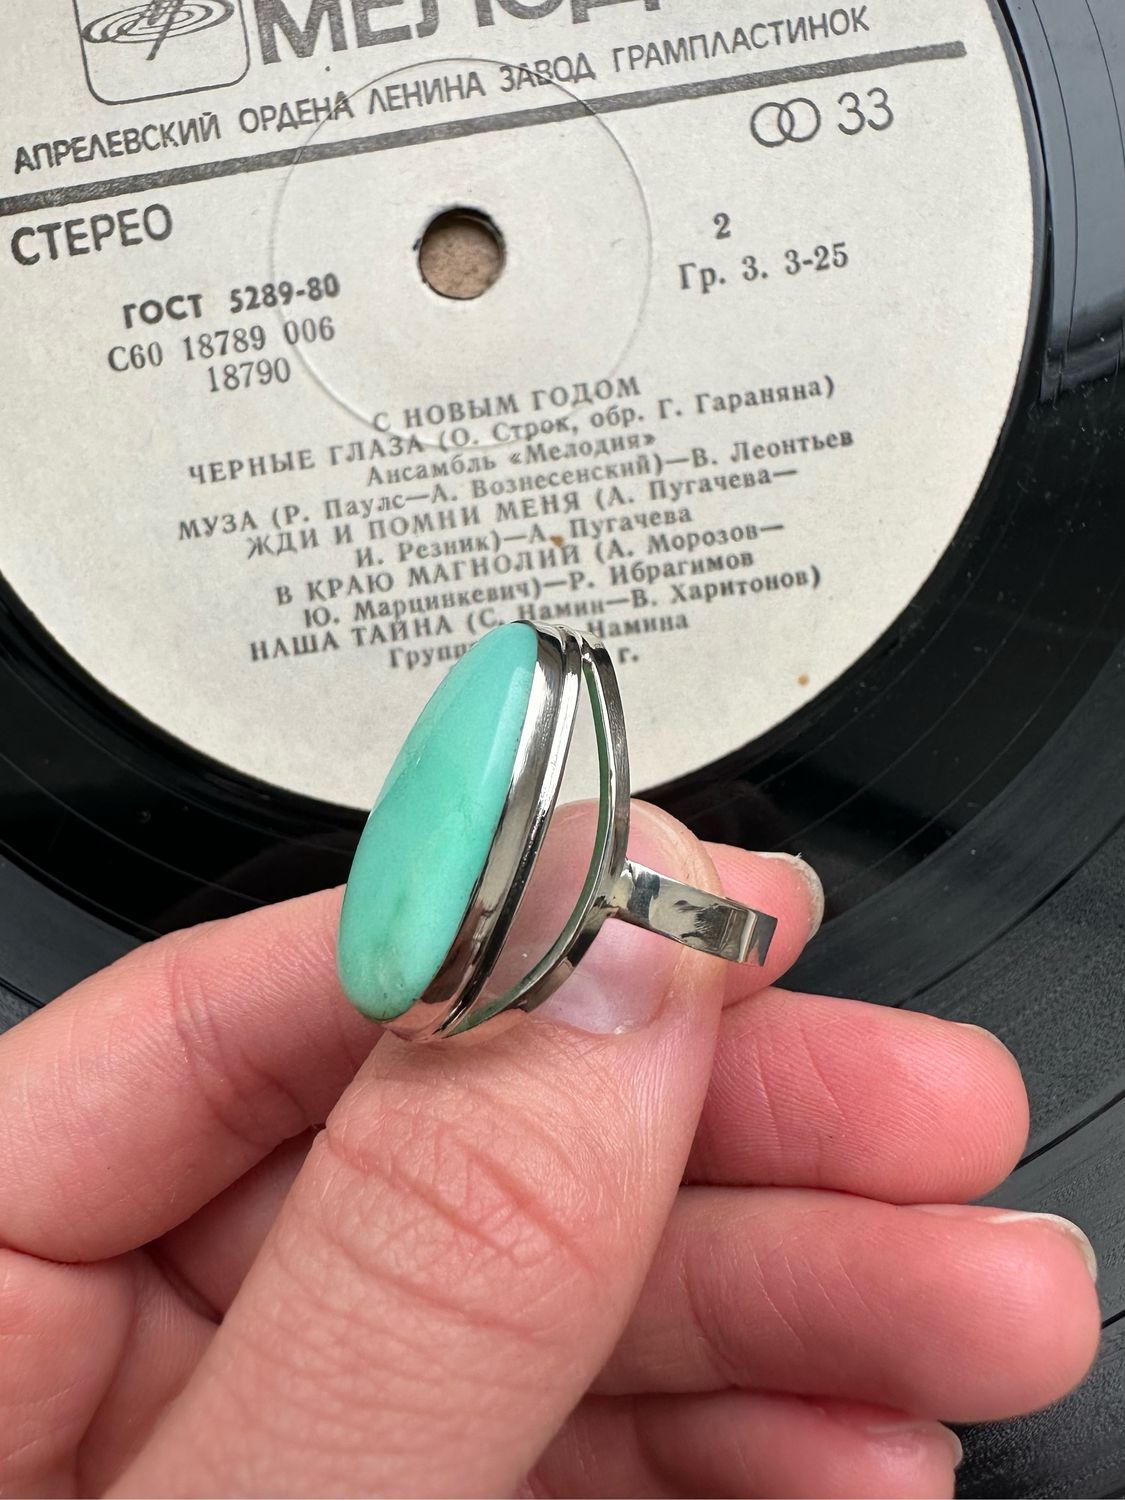 МЕЛОД
АПРЕЛЕВСКИЙ ОРДЕНА ЛЕНИНА ЗАВОД ГРАМПЛАСТИНОК
33
СТЕРЕО
2
Гр. 3. 3-25
ГОСТ 5289-80
С60 18789 006
18790
С НОВЫМ ГОДОМ
ЧЕРНЫЕ ГЛАЗА (О. Строк, обр. Г. Гараняна)
Ансамбль «Мелодия»
МУЗА (Р. Паулс—А. Вознесенский)—В. Леонтьев
ЖДИ И ПОМНИ МЕНЯ (А. Пугачева—
И. Резник)—А. Пугачева
В КРАЮ МАГНОЛИЙ (А. Морозов—
Ю. Марцинкевич)—Р. Ибрагимов
НАША ТАЙНА (С. Намин—В. Харитонов)
Групп Намина
г.